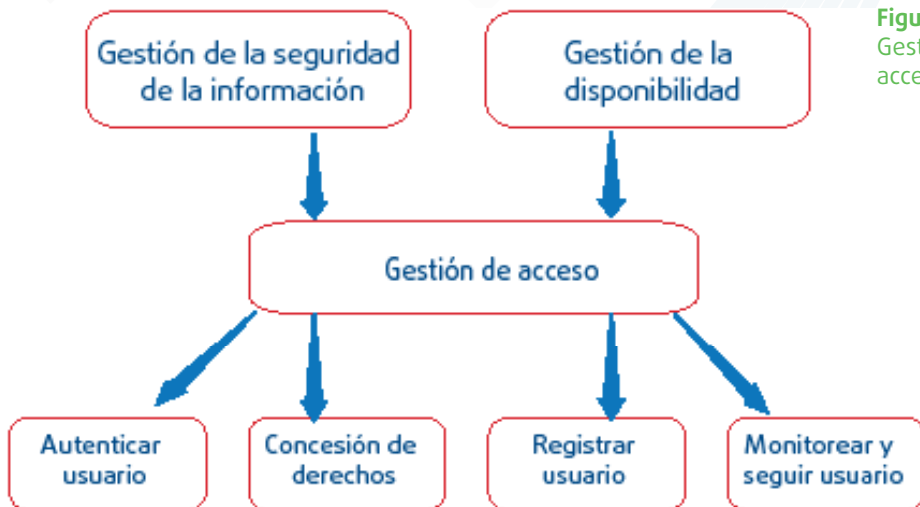 Gestión de la seguridad
de la información
Gestión de la
disponibilidad
Gestión de acceso
Autenticar
usuario
Concesión de
derechos
Registrar
usuario
Monitorear y
seguir usuario